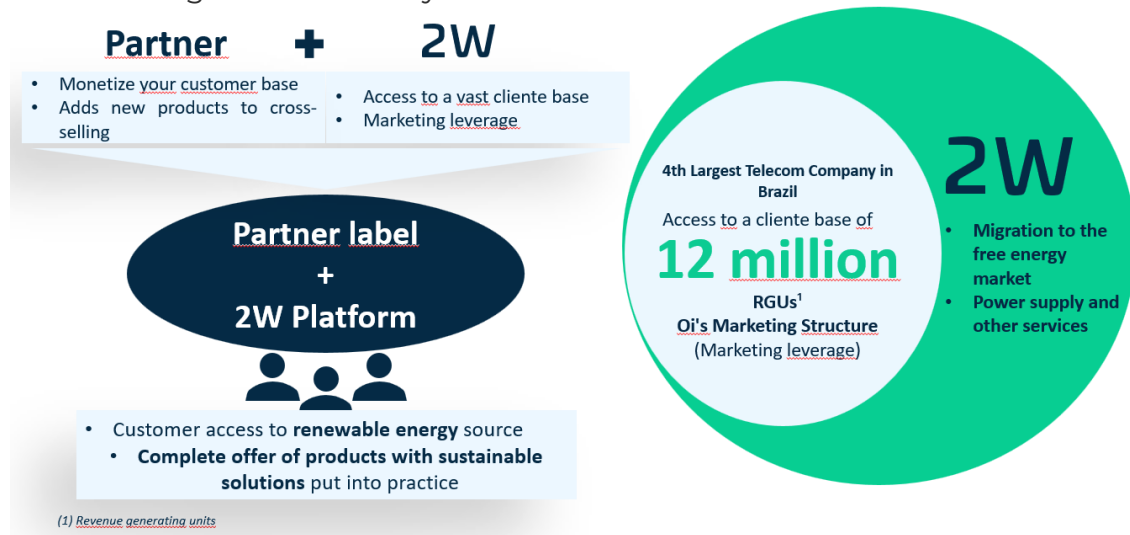 Partner + 2W
• Monetize your customer base
• Adds new products to cross-
selling
• Access to a vast cliente base
• Marketing leverage
Partner label
+
2W Platform
• Customer access to renewable energy source
• Complete offer of products with sustainable
solutions put into practice
(1) Revenue generating units
4th Largest Telecom Company in
Brazil
Access to a cliente base of
12 million
RGUs¹
Oi's Marketing Structure
(Marketing leverage)
2W
• Migration to the
free energy
market
• Power supply and
other services